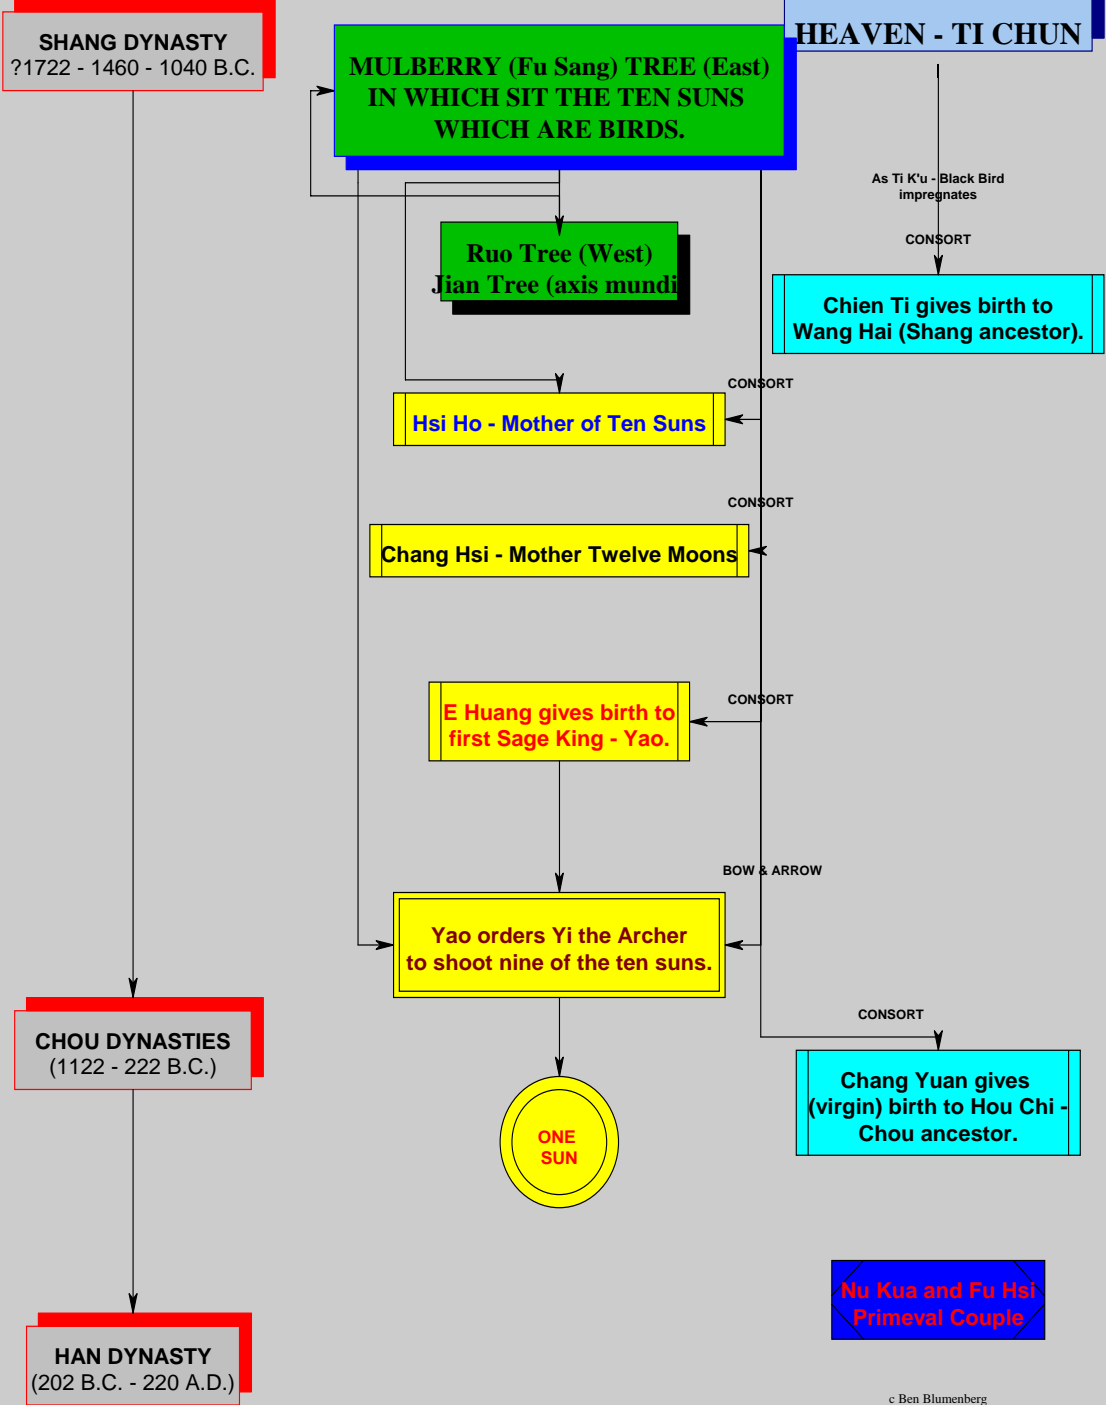 SHANG DYNASTY
?1722 - 1460 - 1040 B.C.
HEAVEN - TI CHUN
MULBERRY (Fu Sang) TREE (East)
IN WHICH SIT THE TEN SUNS
WHICH ARE BIRDS.
As Ti K'u - Black Bird
impregnates
CONSORT
Ruo Tree (West)
Jian Tree (axis mundi
Chien Ti gives birth to
Wang Hai (Shang ancestor).
CONSORT
Hsi Ho - Mother of Ten Suns
CONSORT
Chang Hsi - Mother Twelve Moons
CONSORT
E Huang gives birth to
first Sage King - Yao.
BOW & ARROW
Yao orders Yi the Archer
to shoot nine of the ten suns.
CHOU DYNASTIES
(1122 - 222 B.C.)
CONSORT
Chang Yuan gives
(virgin) birth to Hou Chi -
Chou ancestor.
ONE
SUN
Nu Kua and Fu Hsi
Primeval Couple
HAN DYNASTY
(202 B.C. - 220 A.D.)
c Ben Blumenberg